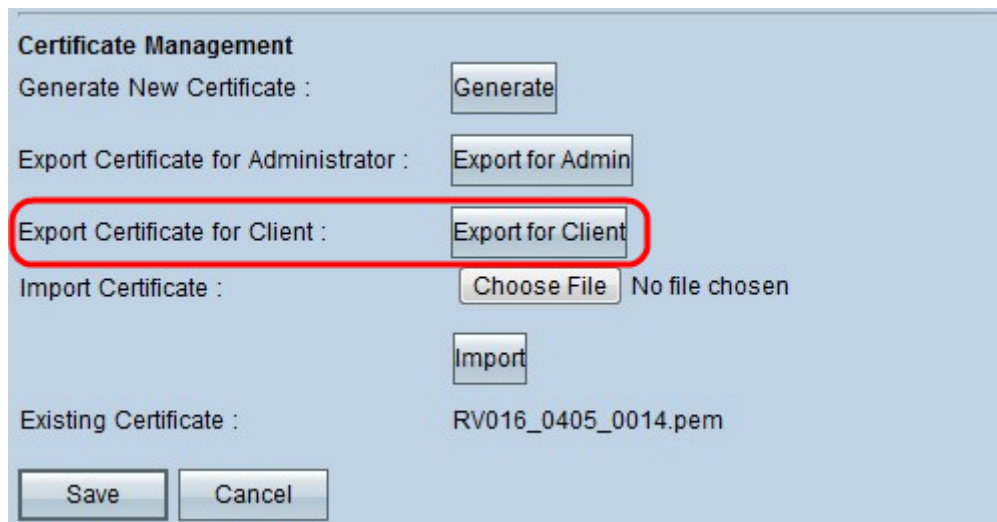 Certificate Management
Generate New Certificate : Generate
Export Certificate for Administrator : Export for Admin
Export Certificate for Client : Export for Client
Import Certificate : Choose File No file chosen
Import
Existing Certificate : RV016_0405_0014.pem
Save Cancel